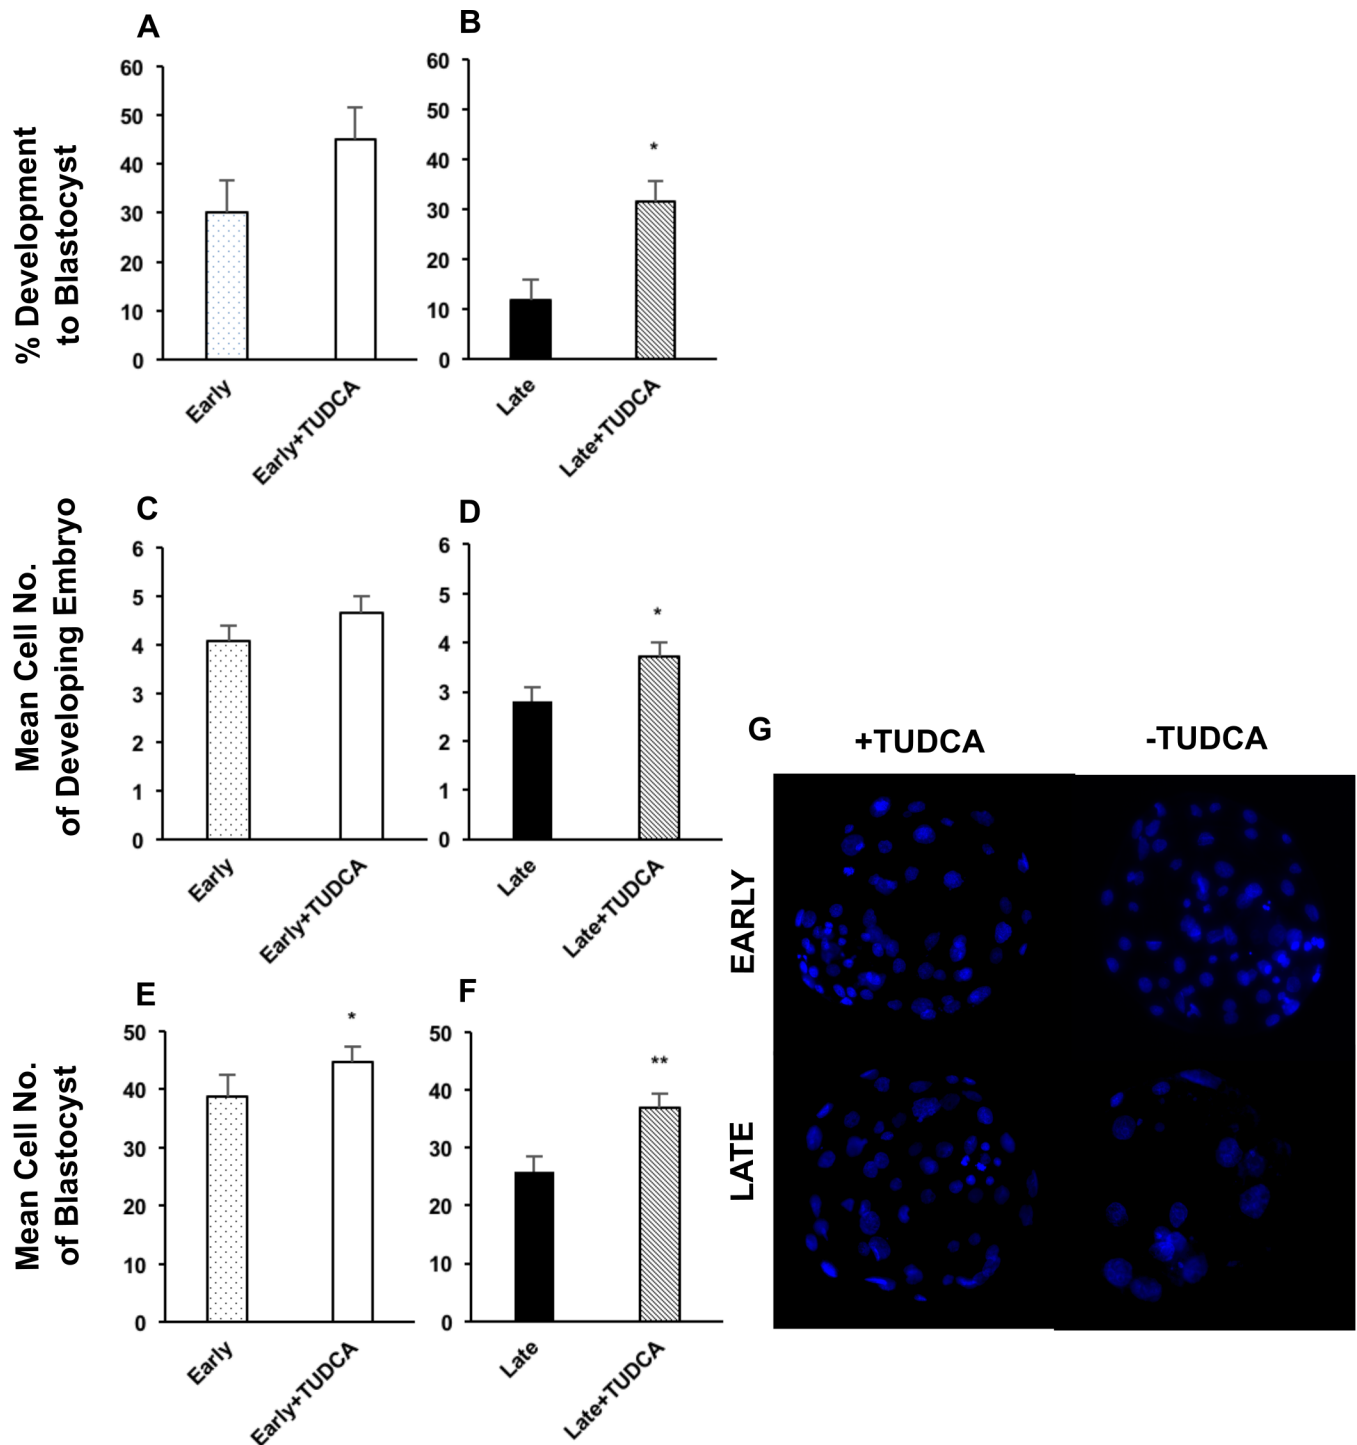 A
B
% Development
to Blastocyst
60
50
40
30
20
10
0
Early
Early+TUDCA
60
50
40
30
20
10
0
*
Late
Late+TUDCA
C
D
Mean Cell No.
of Developing Embryo
6
5
4
3
2
1
0
Early
Early+TUDCA
6
5
4
3
2
1
0
*
Late
Late+TUDCA
E
F
Mean Cell No.
of Blastocyst
50
40
30
20
10
0
*
Early
Early+TUDCA
50
40
30
20
10
0
**
Late
Late+TUDCA
G
+TUDCA
-TUDCA
EARLY
LATE